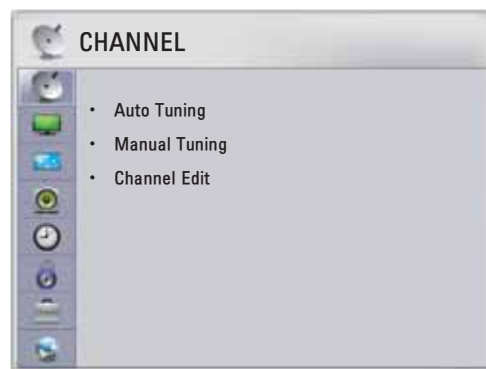 CHANNEL
• Auto Tuning
• Manual Tuning
• Channel Edit